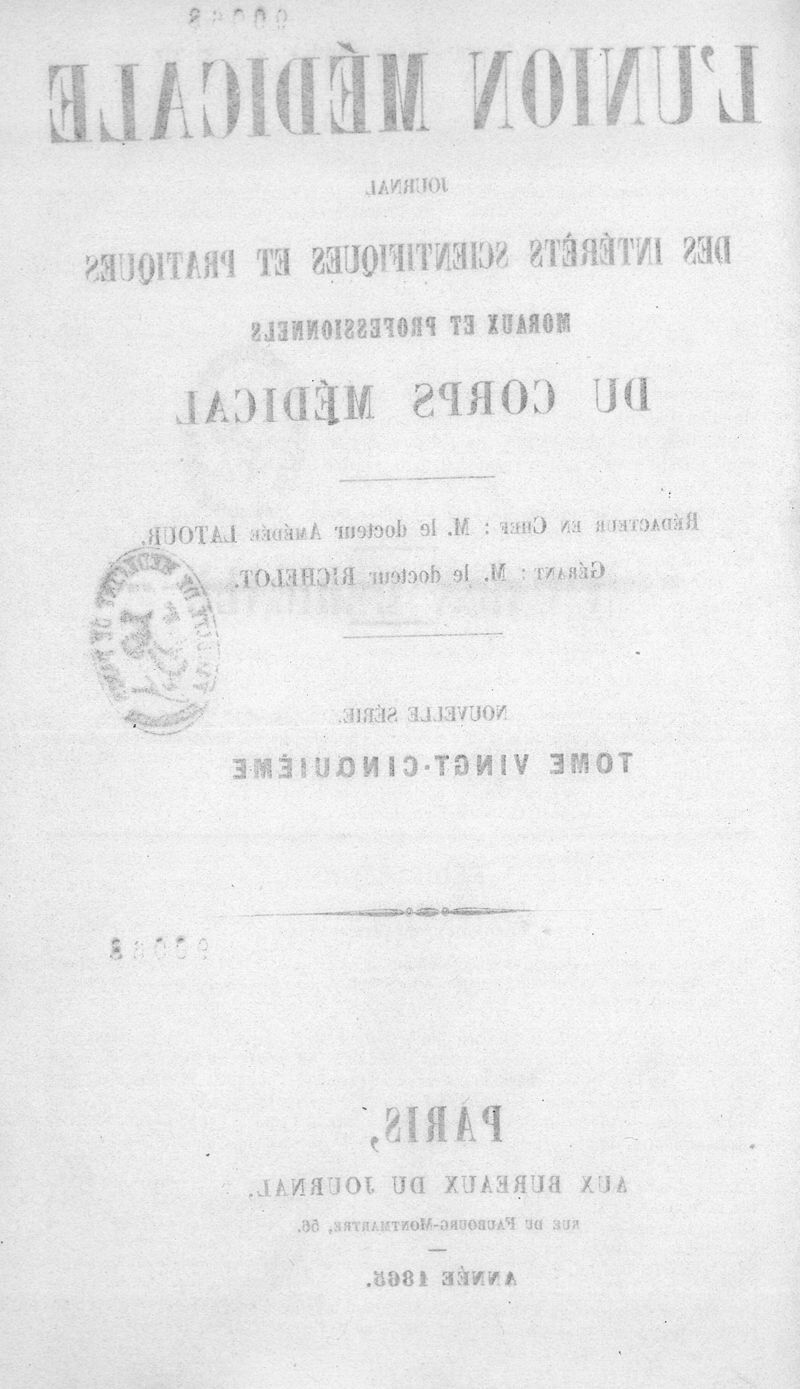 90068
L'UNION MÉDICALE
JOURNAL
DES INTÉRÊTS SCIENTIFIQUES ET PRATIQUES
MORAUX ET PROFESSIONNELS
DU CORPS MÉDICAL
RÉDACTEUR EN CHEF : M. le docteur AMÉDÉE LATOUR.
GÉRANT : M. le docteur RICHELOT.
NOUVELLE SÉRIE.
TOME VINGT-CINQUIÈME
90068
PARIS,
AUX BUREAUX DU JOURNAL.
RUE DU FAUBOURG-MONTMARTRE, 56.
ANNÉE 1865.